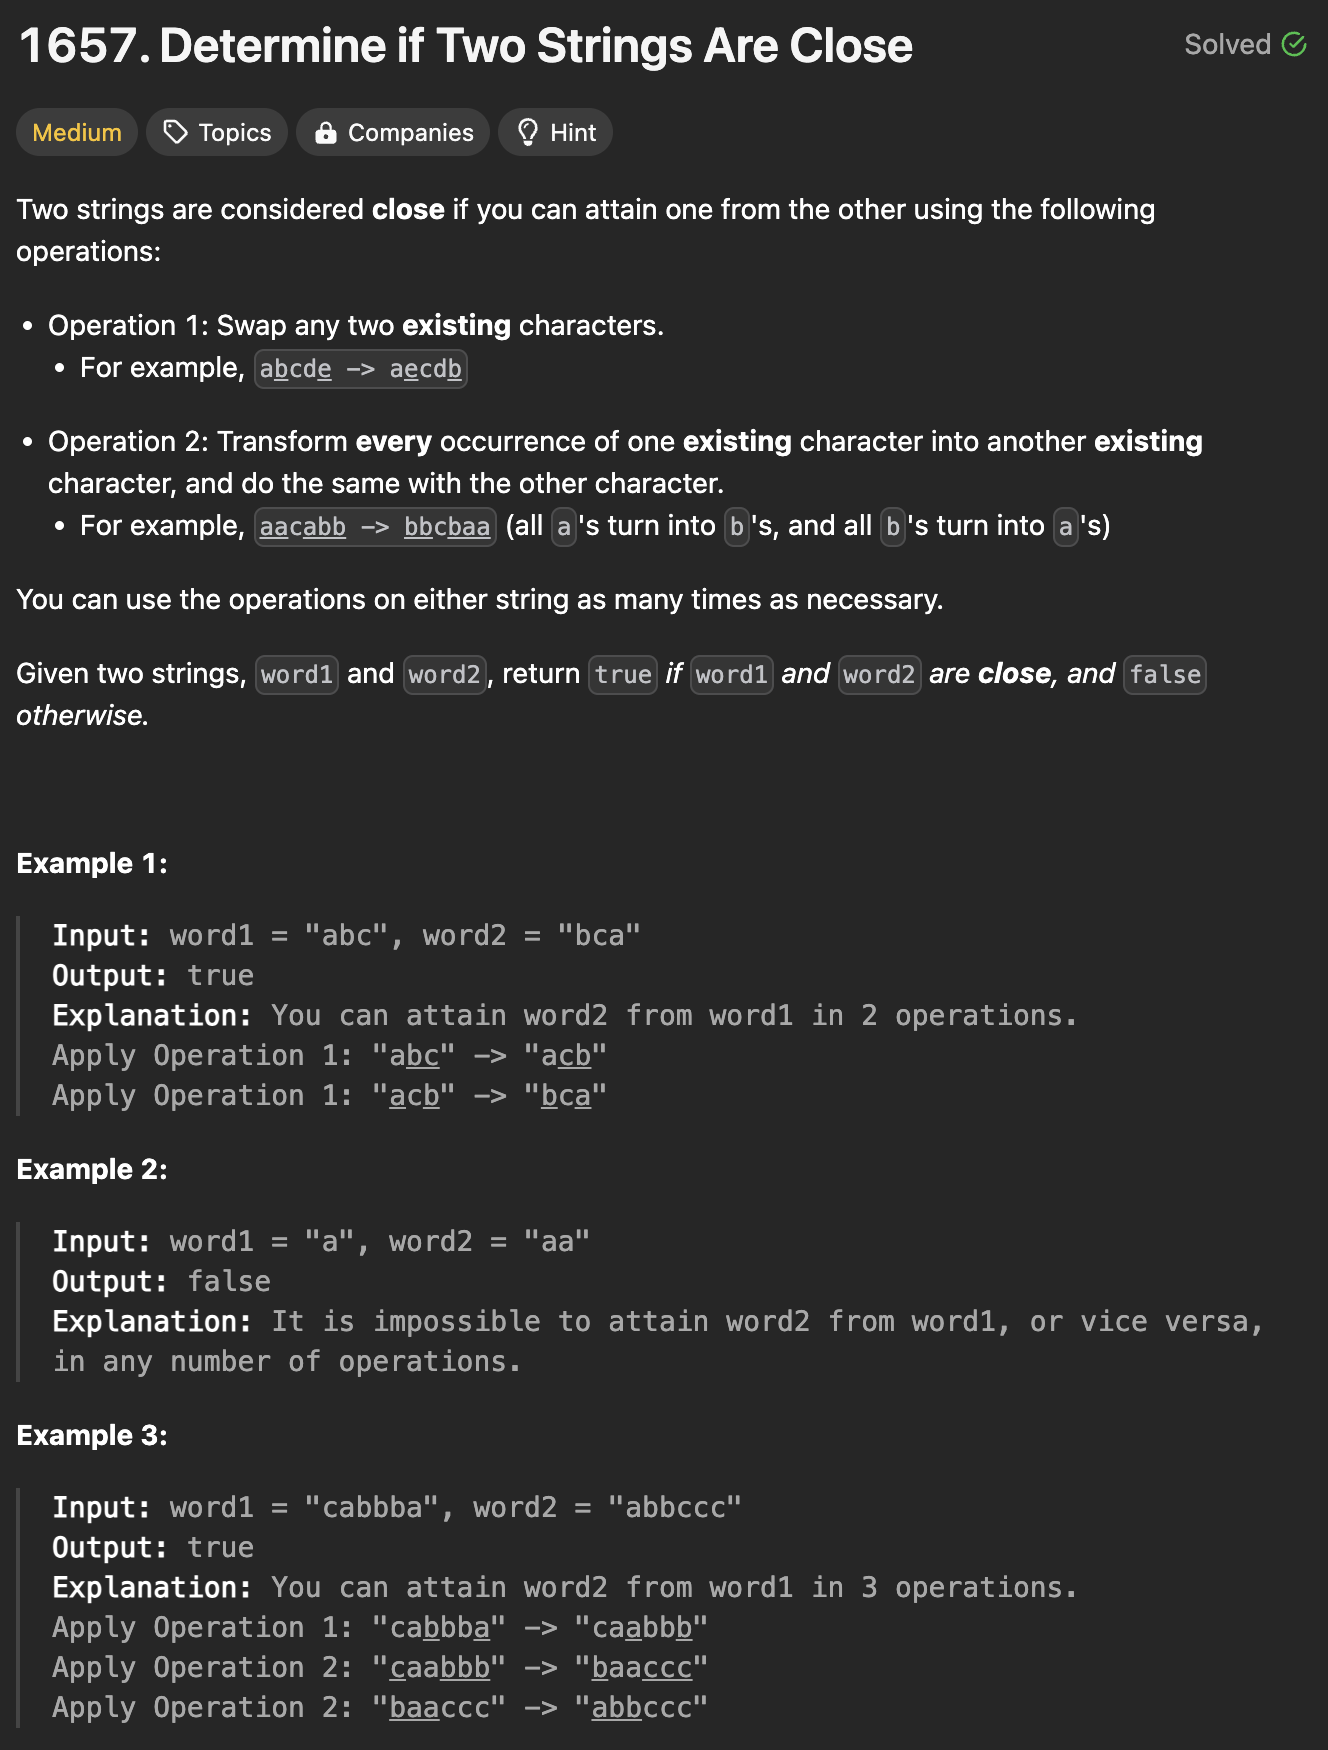 1657. Determine if Two Strings Are Close
Solved
Medium
Topics
Companies
Hint
Two strings are considered close if you can attain one from the other using the following
operations:
• Operation 1: Swap any two existing characters.
• For example, abcde -> aecdb
• Operation 2: Transform every occurrence of one existing character into another existing
character, and do the same with the other character.
• For example, aacabb -> bbcbaa (all a's turn into b's, and all b's turn into a's)
You can use the operations on either string as many times as necessary.
Given two strings, word1 and word2, return true if word1 and word2 are close, and false
otherwise.
Example 1:
Input: word1 = "abc", word2 = "bca"
Output: true
Explanation: You can attain word2 from word1 in 2 operations.
Apply Operation 1: "abc" -> "acb"
Apply Operation 1: "acb" -> "bca"
Example 2:
Input: word1 = "a", word2 = "aa"
Output: false
Explanation: It is impossible to attain word2 from word1, or vice versa,
in any number of operations.
Example 3:
Input: word1 = "cabbba", word2 = "abbccc"
Output: true
Explanation: You can attain word2 from word1 in 3 operations.
Apply Operation 1: "cabbba" -> "caabbb"
Apply Operation 2: "caabbb" -> "baaccc"
Apply Operation 2: "baaccc" -> "abbccc"